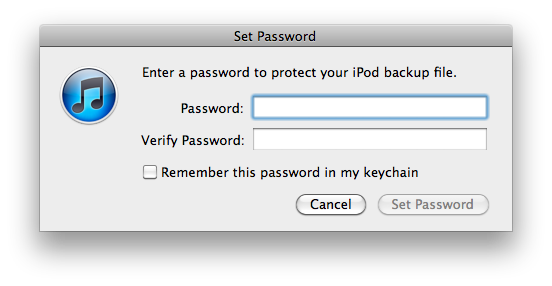 Set Password
Enter a password to protect your iPod backup file.
Password:
Verify Password:
Remember this password in my keychain
Cancel Set Password